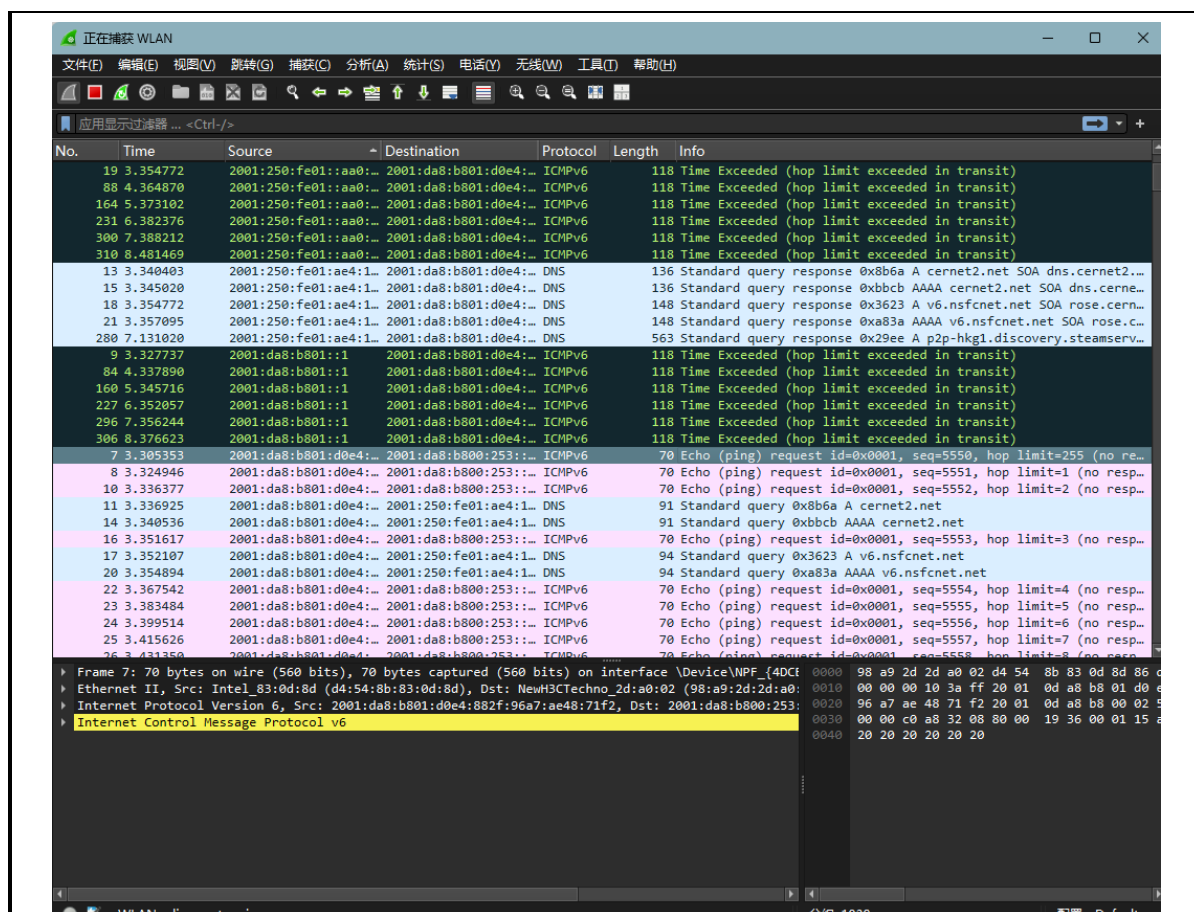 正在捕获 WLAN
文件(F) 编辑(E) 视图(V) 跳转(G) 捕获(C) 分析(A) 统计(S) 电话(Y) 无线(W) 工具(T) 帮助(H)
应用显示过滤器 … <Ctrl-/>
No. Time Source Destination Protocol Length Info
19 3.354772 2001:250:fe01::aa0:… 2001:da8:b801:d0e4:… ICMPv6 118 Time Exceeded (hop limit exceeded in transit)
88 4.364870 2001:250:fe01::aa0:… 2001:da8:b801:d0e4:… ICMPv6 118 Time Exceeded (hop limit exceeded in transit)
164 5.373102 2001:250:fe01::aa0:… 2001:da8:b801:d0e4:… ICMPv6 118 Time Exceeded (hop limit exceeded in transit)
231 6.382376 2001:250:fe01::aa0:… 2001:da8:b801:d0e4:… ICMPv6 118 Time Exceeded (hop limit exceeded in transit)
300 7.388212 2001:250:fe01::aa0:… 2001:da8:b801:d0e4:… ICMPv6 118 Time Exceeded (hop limit exceeded in transit)
310 8.481469 2001:250:fe01::aa0:… 2001:da8:b801:d0e4:… ICMPv6 118 Time Exceeded (hop limit exceeded in transit)
13 3.340403 2001:250:fe01:ae4:1… 2001:da8:b801:d0e4:… DNS 136 Standard query response 0x8b6a A cernet2.net SOA dns.cernet2.…
15 3.345020 2001:250:fe01:ae4:1… 2001:da8:b801:d0e4:… DNS 136 Standard query response 0xbbcb AAAA cernet2.net SOA dns.cerne…
18 3.354772 2001:250:fe01:ae4:1… 2001:da8:b801:d0e4:… DNS 148 Standard query response 0x3623 A v6.nsfcnet.net SOA rose.cern…
21 3.357095 2001:250:fe01:ae4:1… 2001:da8:b801:d0e4:… DNS 148 Standard query response 0xa83a AAAA v6.nsfcnet.net SOA rose.c…
280 7.131020 2001:250:fe01:ae4:1… 2001:da8:b801:d0e4:… DNS 563 Standard query response 0x29ee A p2p-hkg1.discovery.steamserv…
9 3.327737 2001:da8:b801::1 2001:da8:b801:d0e4:… ICMPv6 118 Time Exceeded (hop limit exceeded in transit)
84 4.337890 2001:da8:b801::1 2001:da8:b801:d0e4:… ICMPv6 118 Time Exceeded (hop limit exceeded in transit)
160 5.345716 2001:da8:b801::1 2001:da8:b801:d0e4:… ICMPv6 118 Time Exceeded (hop limit exceeded in transit)
227 6.352057 2001:da8:b801::1 2001:da8:b801:d0e4:… ICMPv6 118 Time Exceeded (hop limit exceeded in transit)
296 7.356244 2001:da8:b801::1 2001:da8:b801:d0e4:… ICMPv6 118 Time Exceeded (hop limit exceeded in transit)
306 8.376623 2001:da8:b801::1 2001:da8:b801:d0e4:… ICMPv6 118 Time Exceeded (hop limit exceeded in transit)
7 3.305353 2001:da8:b801:d0e4:… 2001:da8:b800:253::… ICMPv6 70 Echo (ping) request id=0x0001, seq=5550, hop limit=255 (no re…
8 3.324946 2001:da8:b801:d0e4:… 2001:da8:b800:253::… ICMPv6 70 Echo (ping) request id=0x0001, seq=5551, hop limit=1 (no resp…
10 3.336377 2001:da8:b801:d0e4:… 2001:da8:b800:253::… ICMPv6 70 Echo (ping) request id=0x0001, seq=5552, hop limit=2 (no resp…
11 3.336925 2001:da8:b801:d0e4:… 2001:250:fe01:ae4:1… DNS 91 Standard query 0x8b6a A cernet2.net
14 3.340536 2001:da8:b801:d0e4:… 2001:250:fe01:ae4:1… DNS 91 Standard query 0xbbcb AAAA cernet2.net
16 3.351617 2001:da8:b801:d0e4:… 2001:da8:b800:253::… ICMPv6 70 Echo (ping) request id=0x0001, seq=5553, hop limit=3 (no resp…
17 3.352107 2001:da8:b801:d0e4:… 2001:250:fe01:ae4:1… DNS 94 Standard query 0x3623 A v6.nsfcnet.net
20 3.354894 2001:da8:b801:d0e4:… 2001:250:fe01:ae4:1… DNS 94 Standard query 0xa83a AAAA v6.nsfcnet.net
22 3.367542 2001:da8:b801:d0e4:… 2001:da8:b800:253::… ICMPv6 70 Echo (ping) request id=0x0001, seq=5554, hop limit=4 (no resp…
23 3.383484 2001:da8:b801:d0e4:… 2001:da8:b800:253::… ICMPv6 70 Echo (ping) request id=0x0001, seq=5555, hop limit=5 (no resp…
24 3.399514 2001:da8:b801:d0e4:… 2001:da8:b800:253::… ICMPv6 70 Echo (ping) request id=0x0001, seq=5556, hop limit=6 (no resp…
25 3.415626 2001:da8:b801:d0e4:… 2001:da8:b800:253::… ICMPv6 70 Echo (ping) request id=0x0001, seq=5557, hop limit=7 (no resp…
26 3.431350 2001:da8:b801:d0e4:… 2001:da8:b800:253::… ICMPv6 70 Echo (ping) request id=0x0001, seq=5558, hop limit=8 (no resp…
Frame 7: 70 bytes on wire (560 bits), 70 bytes captured (560 bits) on interface \Device\NPF_{4DCE
Ethernet II, Src: Intel_83:0d:8d (d4:54:8b:83:0d:8d), Dst: NewH3CTechno_2d:a0:02 (98:a9:2d:2d:a0:
Internet Protocol Version 6, Src: 2001:da8:b801:d0e4:882f:96a7:ae48:71f2, Dst: 2001:da8:b800:253:
Internet Control Message Protocol v6
0000 98 a9 2d 2d a0 02 d4 54 8b 83 0d 8d 86
0010 00 00 00 10 3a ff 20 01 0d a8 b8 01 d0
0020 96 a7 ae 48 71 f2 20 01 0d a8 b8 00 02
0030 00 00 c0 a8 32 08 80 00 19 36 00 01 15
0040 20 20 20 20 20 20